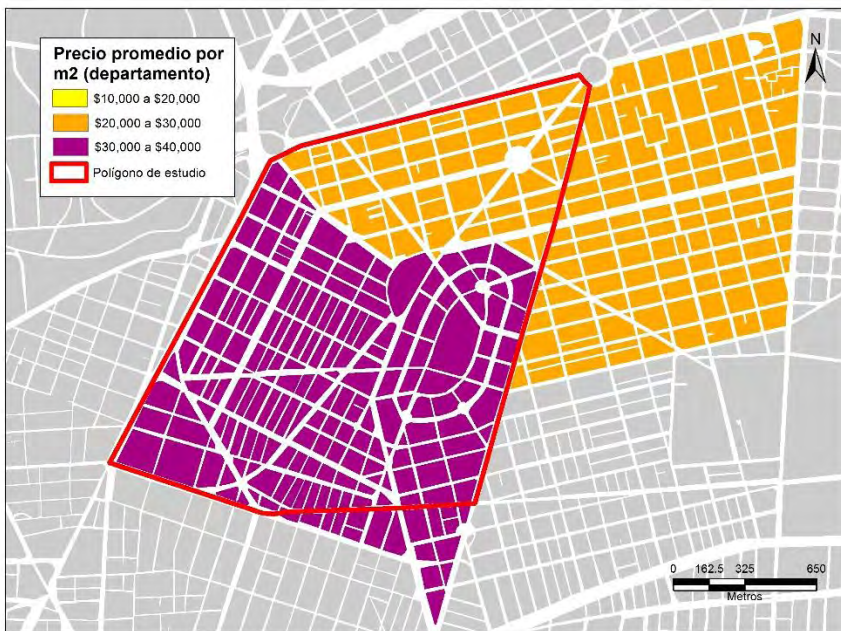 Precio promedio por
m2 (departamento)
$10,000 a $20,000
$20,000 a $30,000
$30,000 a $40,000
Polígono de estudio
N
0 162.5 325 650
Metros